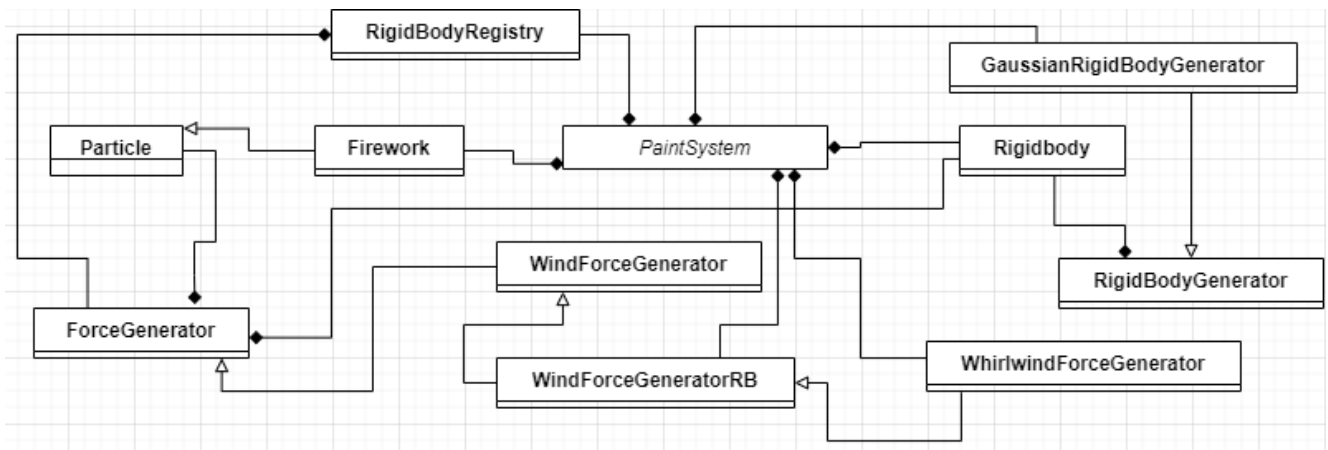 RigidBodyRegistry
GaussianRigidBodyGenerator
Particle
Firework
PaintSystem
Rigidbody
WindForceGenerator
RigidBodyGenerator
ForceGenerator
WindForceGeneratorRB
WhirlwindForceGenerator